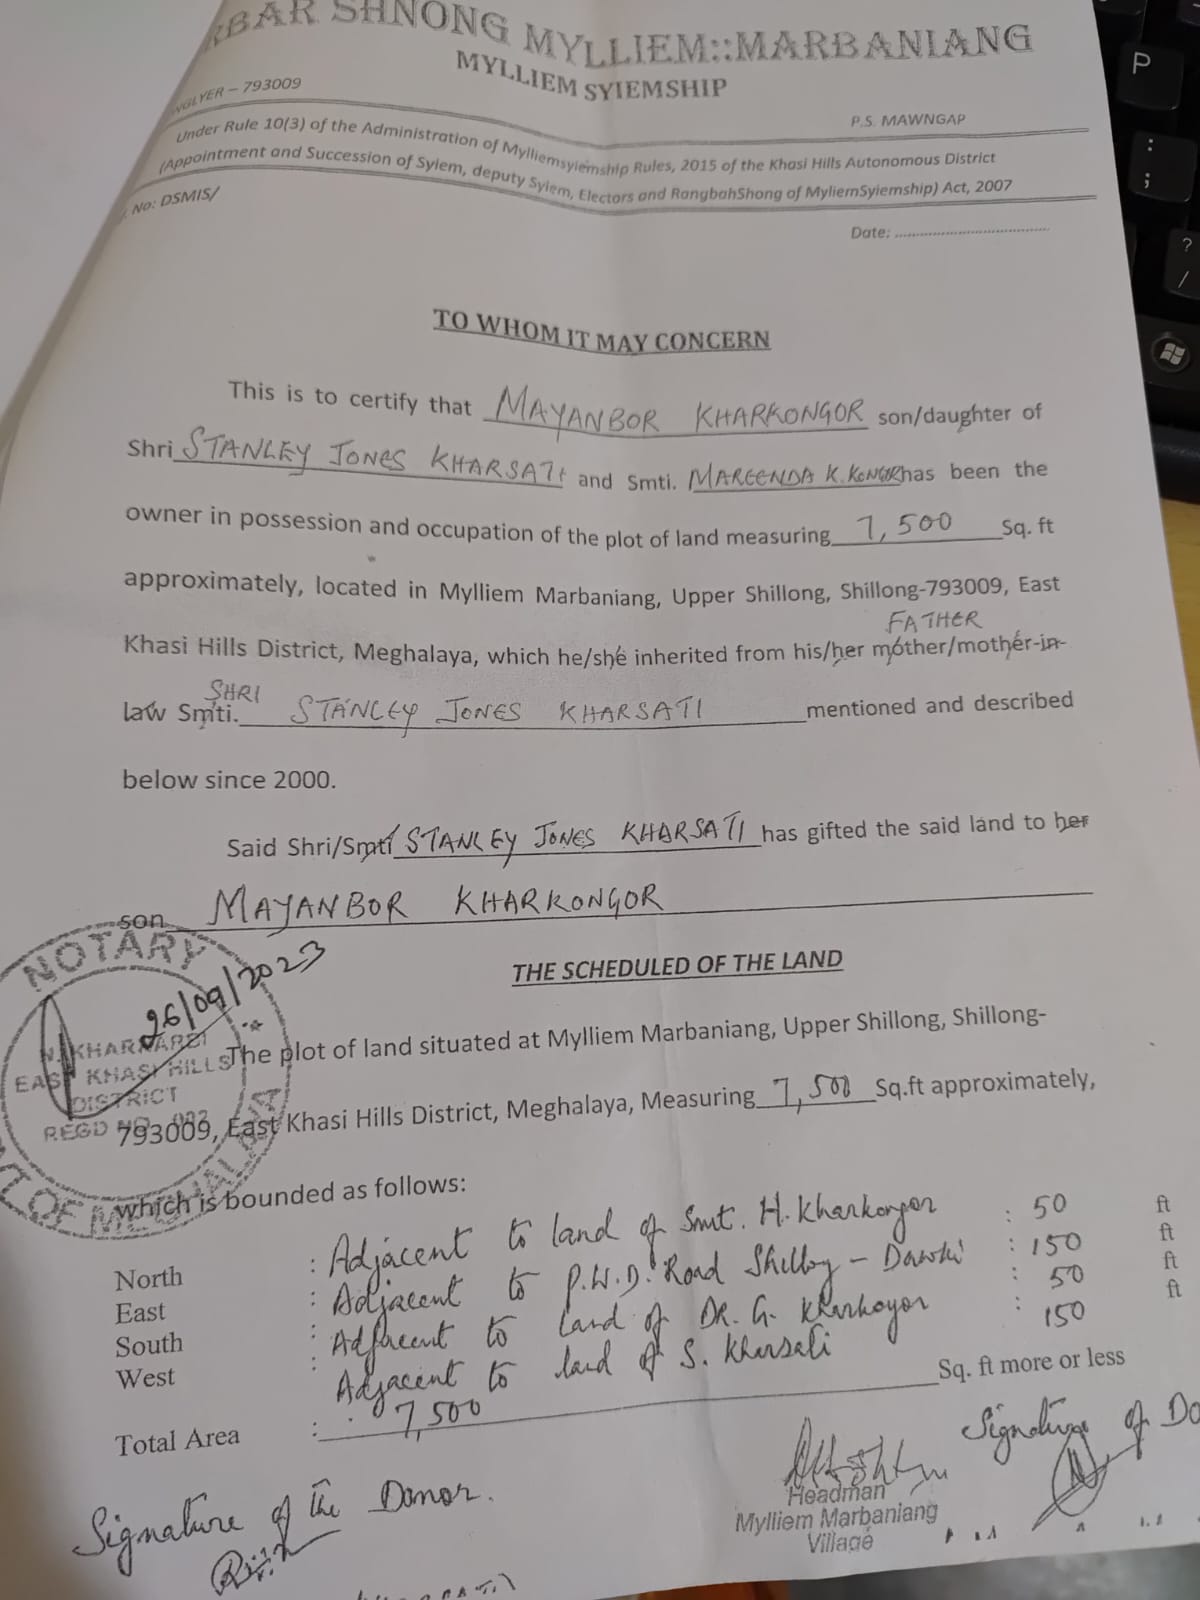 RBAR SHNONG MYLLIEM::MARBANIANG
MYLLIEM SYIEMSHIP
NGLYER – 793009
P.S. MAWNGAP
Under Rule 10(3) of the Administration of Mylliemsyiemship Rules, 2015 of the Khasi Hills Autonomous District
(Appointment and Succession of Syiem, deputy Syiem, Electors and RangbahShong of MyliemSyiemship) Act, 2007
No: DSMIS/
Date: ....................................
TO WHOM IT MAY CONCERN
This is to certify that MAYANBOR KHARKONGOR son/daughter of
Shri STANLEY JONES KHARSATI and Smti. MAREENDA K. KONGOR has been the
owner in possession and occupation of the plot of land measuring 7,500 Sq. ft
approximately, located in Mylliem Marbaniang, Upper Shillong, Shillong-793009, East
FATHER
Khasi Hills District, Meghalaya, which he/she inherited from his/her mother/mother-in-
SHRI
law Smti. STANLEY JONES KHARSATI mentioned and described
below since 2000.
Said Shri/Smti STANLEY JONES KHARSATI has gifted the said land to her
son MAYANBOR KHARKONGOR
NOTARY
26/09/2023
THE SCHEDULED OF THE LAND
EAST KHASI HILLS
DISTRICT
REGD NO.
The plot of land situated at Mylliem Marbaniang, Upper Shillong, Shillong-
793009, East Khasi Hills District, Meghalaya, Measuring 7,500 Sq.ft approximately,
which is bounded as follows:
North : Adjacent to land of Smt. H. Kharkongor : 50 ft
East : Adjacent to P.W.D. Road Shillong – Dawki : 150 ft
South : Adjacent to land of DR. G. Kharkongor : 50 ft
West : Adjacent to land of S. Kharsati : 150 ft
Total Area : 7,500 Sq. ft more or less
Signature of the Donor.
Headman
Mylliem Marbaniang
Village
Signature of Do